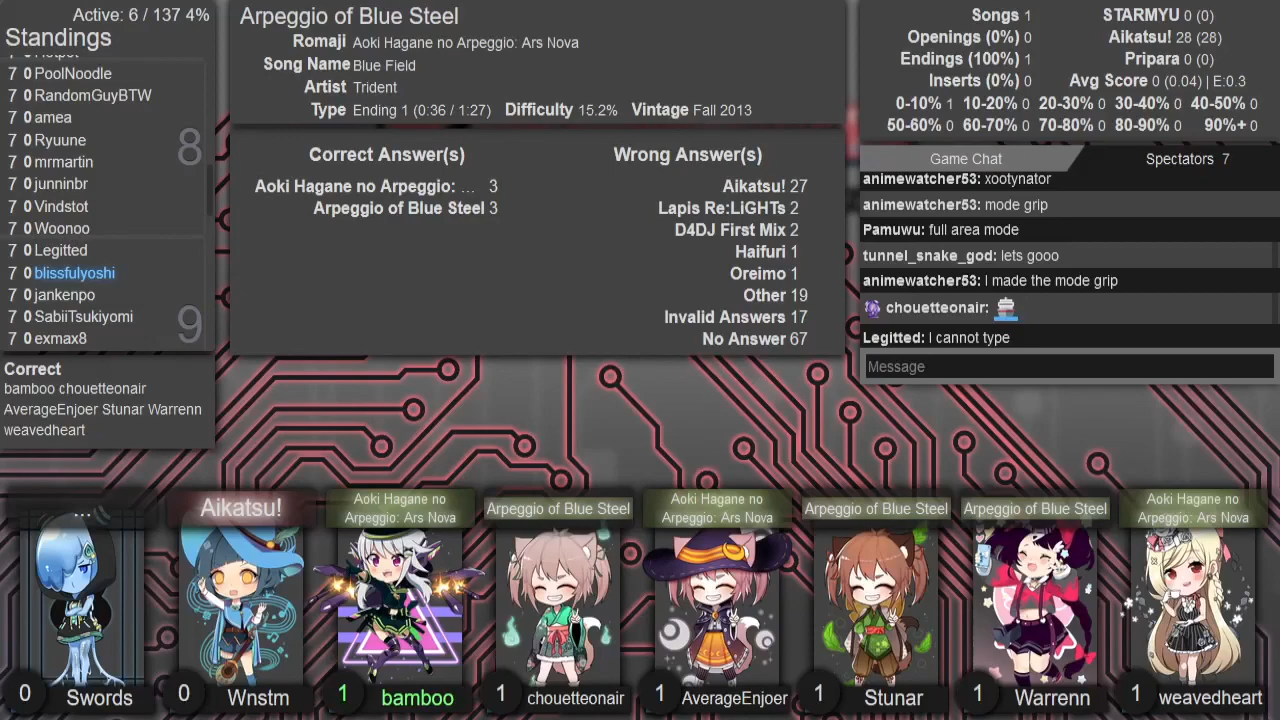 Active: 6 / 137 4%
Standings
7 0 PoolNoodle
7 0 RandomGuyBTW
7 0 amea
7 0 Ryuune
8
7 0 mrmartin
7 0 junninbr
7 0 Vindstot
7 0 Woonoo
7 0 Legitted
7 0 blissfulyoshi
7 0 jankenpo
7 0 SabiiTsukiyomi
9
7 0 exmax8
Correct
bamboo chouetteonair
AverageEnjoer Stunar Warrenn
weavedheart
Arpeggio of Blue Steel
Romaji Aoki Hagane no Arpeggio: Ars Nova
Song Name Blue Field
Artist Trident
Type Ending 1 (0:36 / 1:27) Difficulty 15.2% Vintage Fall 2013
Correct Answer(s)
Aoki Hagane no Arpeggio: ... 3
Arpeggio of Blue Steel 3
Wrong Answer(s)
Aikatsu! 27
Lapis Re:LiGHTs 2
D4DJ First Mix 2
Haifuri 1
Oreimo 1
Other 19
Invalid Answers 17
No Answer 67
Songs 1 STARMYU 0 (0)
Openings (0%) 0 Aikatsu! 28 (28)
Endings (100%) 1 Pripara 0 (0)
Inserts (0%) 0 Avg Score 0 (0.04) | E:0.3
0-10% 1 10-20% 0 20-30% 0 30-40% 0 40-50% 0
50-60% 0 60-70% 0 70-80% 0 80-90% 0 90%+ 0
Game Chat Spectators 7
animewatcher53: xootynator
animewatcher53: mode grip
Pamuwu: full area mode
tunnel_snake_god: lets gooo
animewatcher53: I made the mode grip
chouetteonair:
Legitted: I cannot type
Message
...
Aikatsu!
Aoki Hagane no
Arpeggio: Ars Nova
Arpeggio of Blue Steel
Aoki Hagane no
Arpeggio: Ars Nova
Arpeggio of Blue Steel
Arpeggio of Blue Steel
Aoki Hagane no
Arpeggio: Ars Nova
0 Swords
0 Wnstm
1 bamboo
1 chouetteonair
1 AverageEnjoer
1 Stunar
1 Warrenn
1 weavedheart